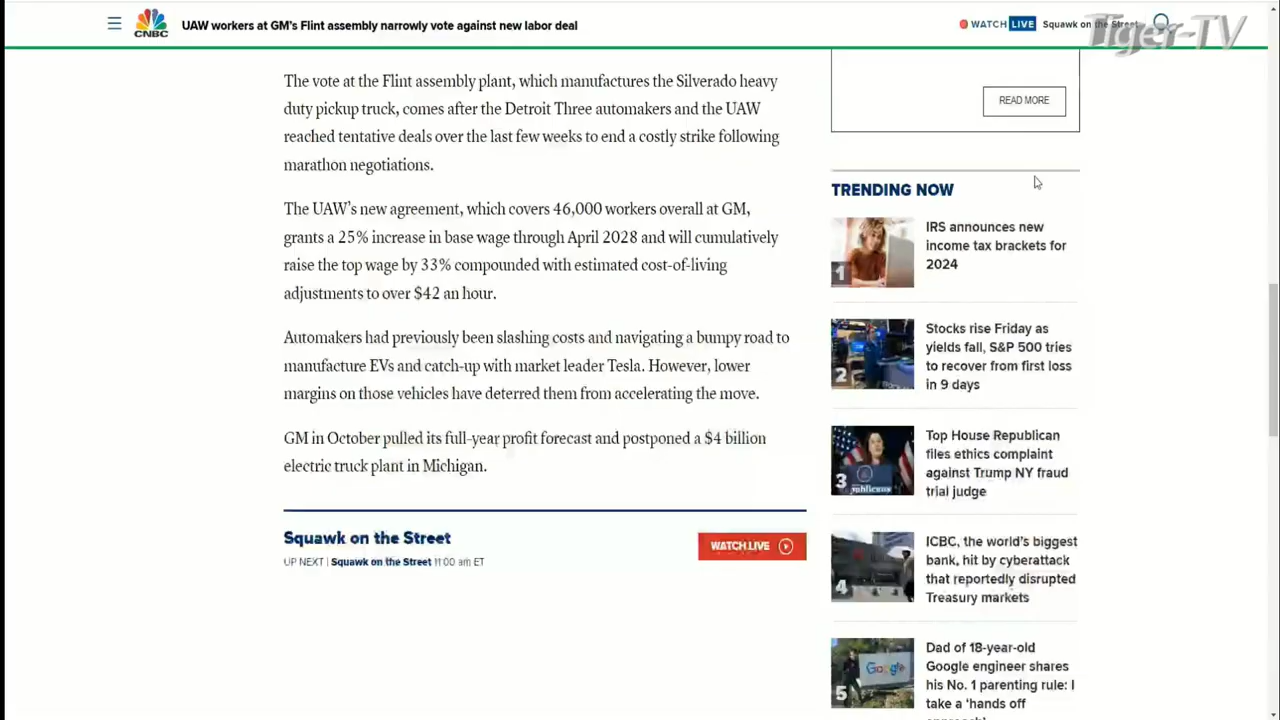 CNBC
UAW workers at GM's Flint assembly narrowly vote against new labor deal
WATCH LIVE Squawk on the Street
Tiger-TV
The vote at the Flint assembly plant, which manufactures the Silverado heavy
duty pickup truck, comes after the Detroit Three automakers and the UAW
reached tentative deals over the last few weeks to end a costly strike following
marathon negotiations.
The UAW's new agreement, which covers 46,000 workers overall at GM,
grants a 25% increase in base wage through April 2028 and will cumulatively
raise the top wage by 33% compounded with estimated cost-of-living
adjustments to over $42 an hour.
Automakers had previously been slashing costs and navigating a bumpy road to
manufacture EVs and catch-up with market leader Tesla. However, lower
margins on those vehicles have deterred them from accelerating the move.
GM in October pulled its full-year profit forecast and postponed a $4 billion
electric truck plant in Michigan.
Squawk on the Street
WATCH LIVE
UP NEXT | Squawk on the Street 11:00 am ET
READ MORE
TRENDING NOW
1
IRS announces new
income tax brackets for
2024
2
Stocks rise Friday as
yields fall, S&P 500 tries
to recover from first loss
in 9 days
3
Top House Republican
files ethics complaint
against Trump NY fraud
trial judge
4
ICBC, the world's biggest
bank, hit by cyberattack
that reportedly disrupted
Treasury markets
5
Google
Dad of 18-year-old
Google engineer shares
his No. 1 parenting rule: I
take a 'hands off